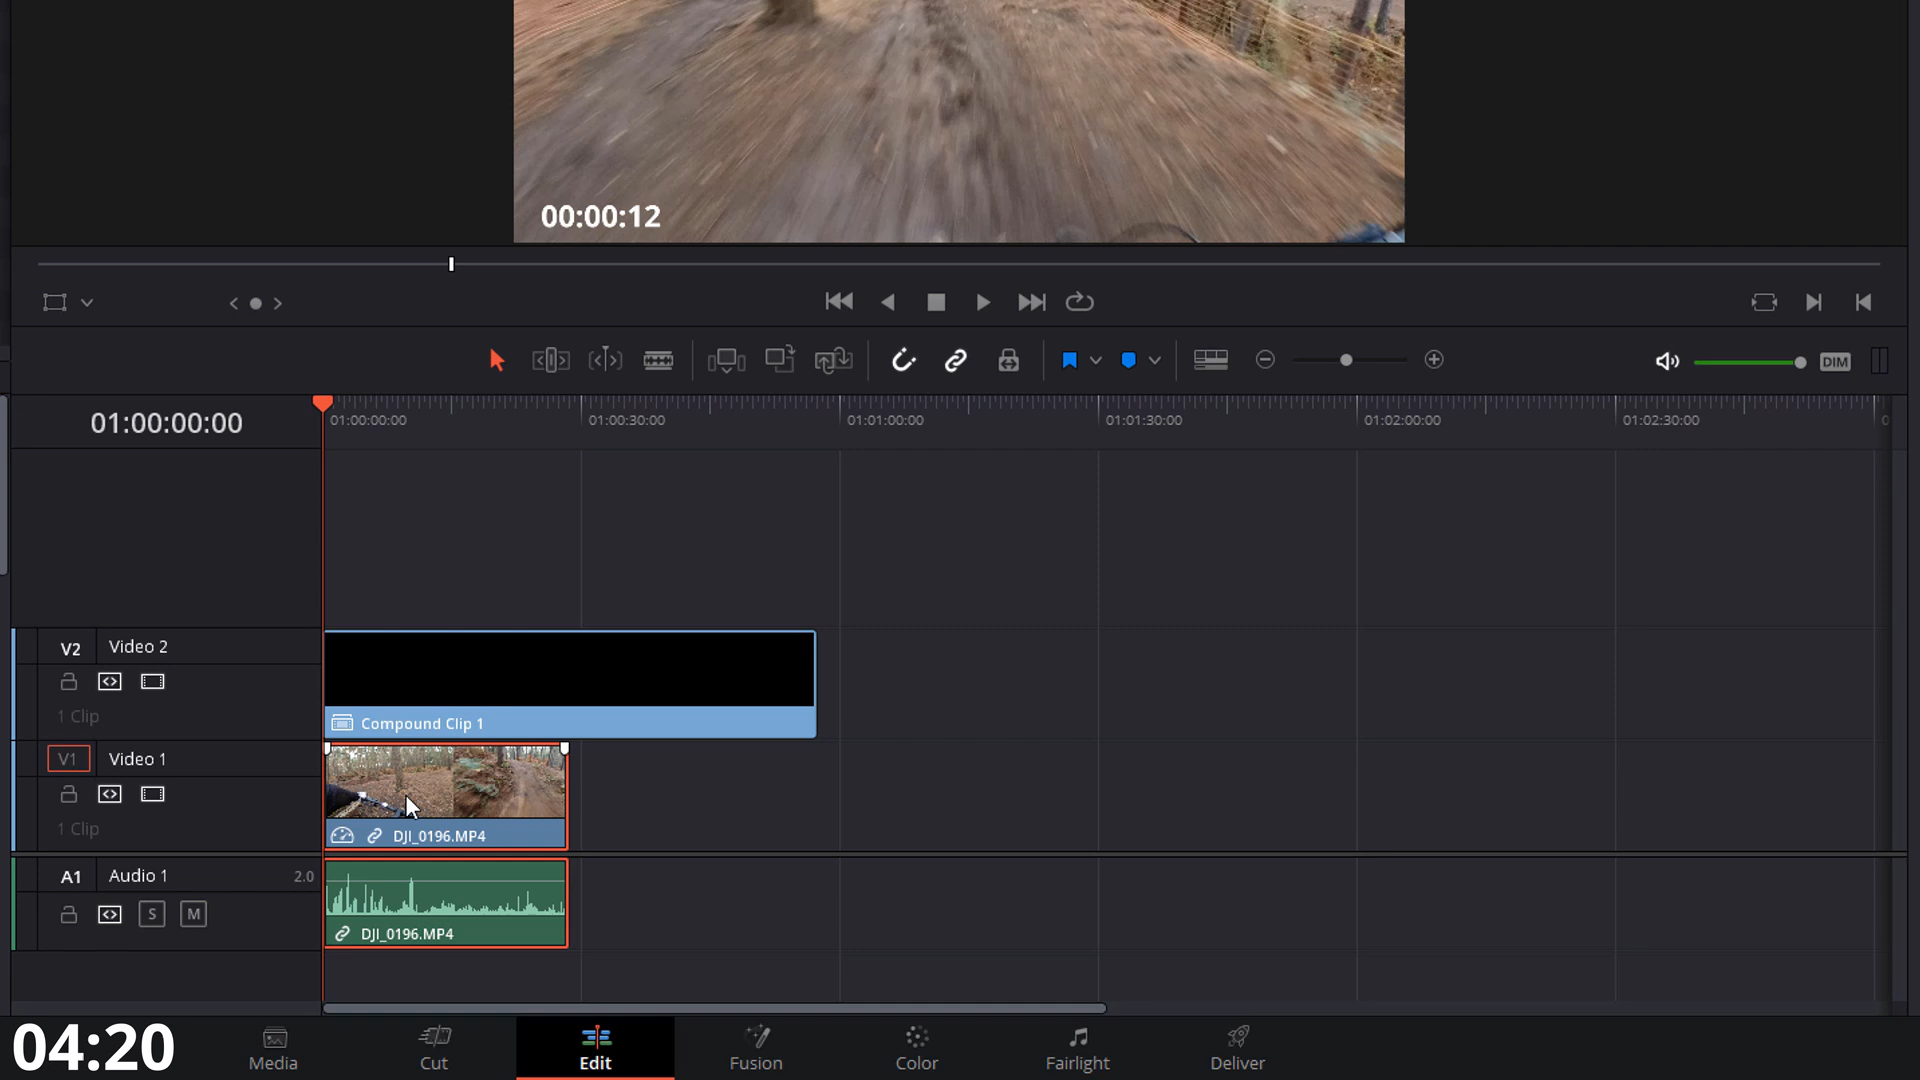 00:00:12
DIM
01:00:00:00
01:00:00:00
01:00:30:00
01:01:00:00
01:01:30:00
01:02:00:00
01:02:30:00
V2 Video 2
1 Clip
Compound Clip 1
V1 Video 1
1 Clip
DJI_0196.MP4
A1 Audio 1 2.0
S M
DJI_0196.MP4
04:20
Media
Cut
Edit
Fusion
Color
Fairlight
Deliver